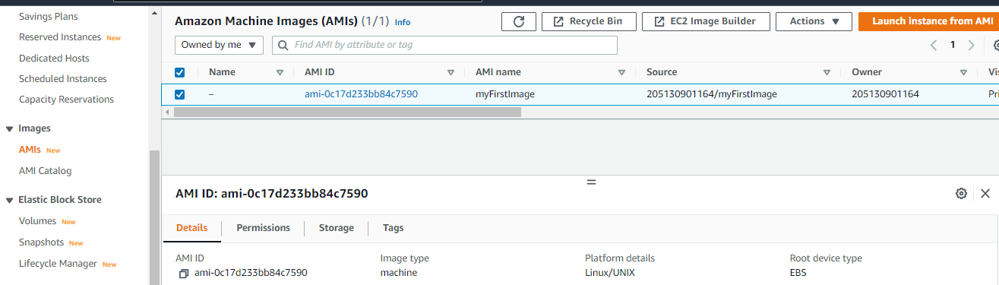 Savings Plans
Reserved Instances New
Dedicated Hosts
Scheduled Instances
Capacity Reservations
Images
AMIs New
AMI Catalog
Elastic Block Store
Volumes New
Snapshots New
Lifecycle Manager New
Amazon Machine Images (AMIs) (1/1) Info
Recycle Bin
EC2 Image Builder
Actions
Launch instance from AMI
Owned by me
Find AMI by attribute or tag
1
Name AMI ID AMI name Source Owner Vis
– ami-0c17d233bb84c7590 myFirstImage 205130901164/myFirstImage 205130901164 Pri
AMI ID: ami-0c17d233bb84c7590
Details Permissions Storage Tags
AMI ID Image type Platform details Root device type
ami-0c17d233bb84c7590 machine Linux/UNIX EBS